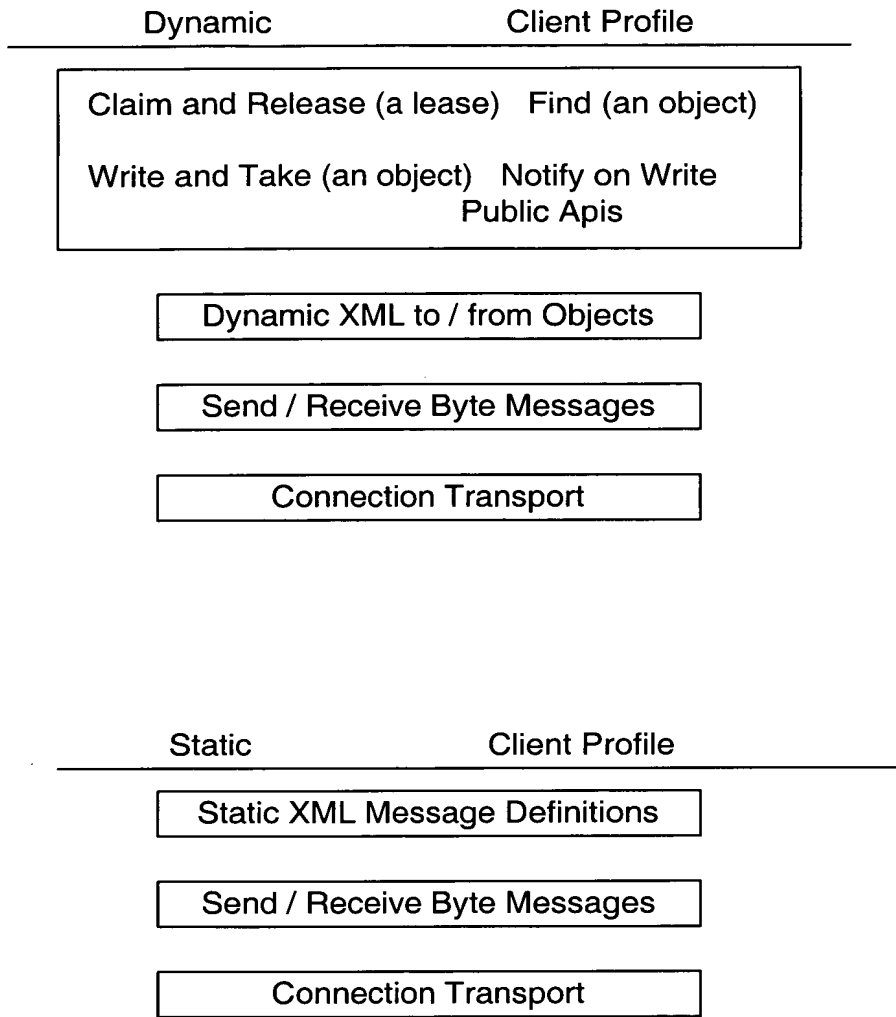 Dynamic Client Profile
Claim and Release (a lease) Find (an object)
Write and Take (an object) Notify on Write
Public Apis
Dynamic XML to / from Objects
Send / Receive Byte Messages
Connection Transport
Static Client Profile
Static XML Message Definitions
Send / Receive Byte Messages
Connection Transport